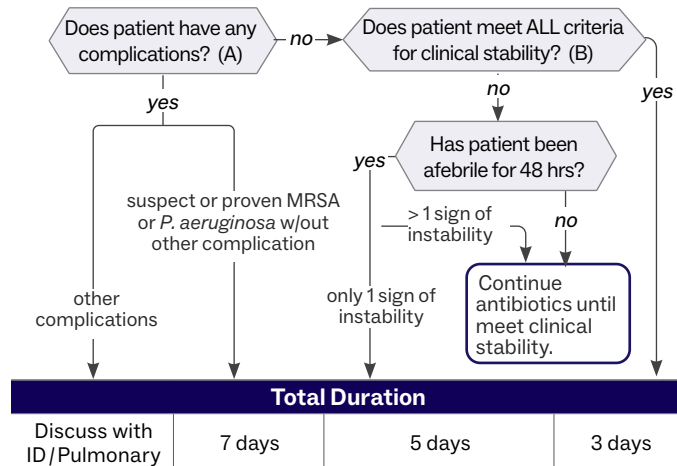 Does patient have any
complications? (A)
no
Does patient meet ALL criteria
for clinical stability? (B)
yes
no
yes
Has patient been
afebrile for 48 hrs?
yes
no
suspect or proven MRSA
or P. aeruginosa w/out
other complication
> 1 sign of
instability
other
complications
only 1 sign of
instability
Continue
antibiotics until
meet clinical
stability.
Total Duration
Discuss with
ID/Pulmonary
7 days
5 days
3 days